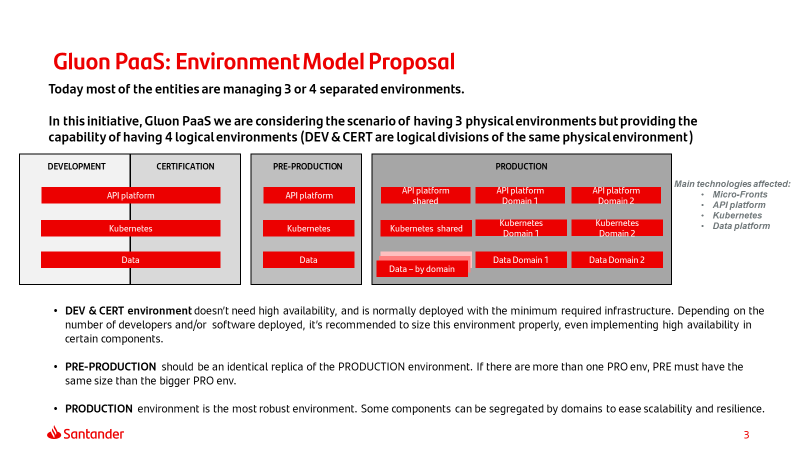 Gluon PaaS: Environment Model Proposal
Today most of the entities are managing 3 or 4 separated environments.
In this initiative, Gluon PaaS we are considering the scenario of having 3 physical environments but providing the
capability of having 4 logical environments (DEV & CERT are logical divisions of the same physical environment)
DEVELOPMENT
CERTIFICATION
PRE-PRODUCTION
PRODUCTION
API platform
API platform
API platform
shared
API platform
Domain 1
API platform
Domain 2
Kubernetes
Kubernetes
Kubernetes shared
Kubernetes
Domain 1
Kubernetes
Domain 2
Data
Data
Data – by domain
Data Domain 1
Data Domain 2
Main technologies affected:
• Micro-Fronts
• API platform
• Kubernetes
• Data platform
• DEV & CERT environment doesn't need high availability, and is normally deployed with the minimum required infrastructure. Depending on the
number of developers and/or software deployed, it's recommended to size this environment properly, even implementing high availability in
certain components.
• PRE-PRODUCTION should be an identical replica of the PRODUCTION environment. If there are more than one PRO env, PRE must have the
same size than the bigger PRO env.
• PRODUCTION environment is the most robust environment. Some components can be segregated by domains to ease scalability and resilience.
Santander
3